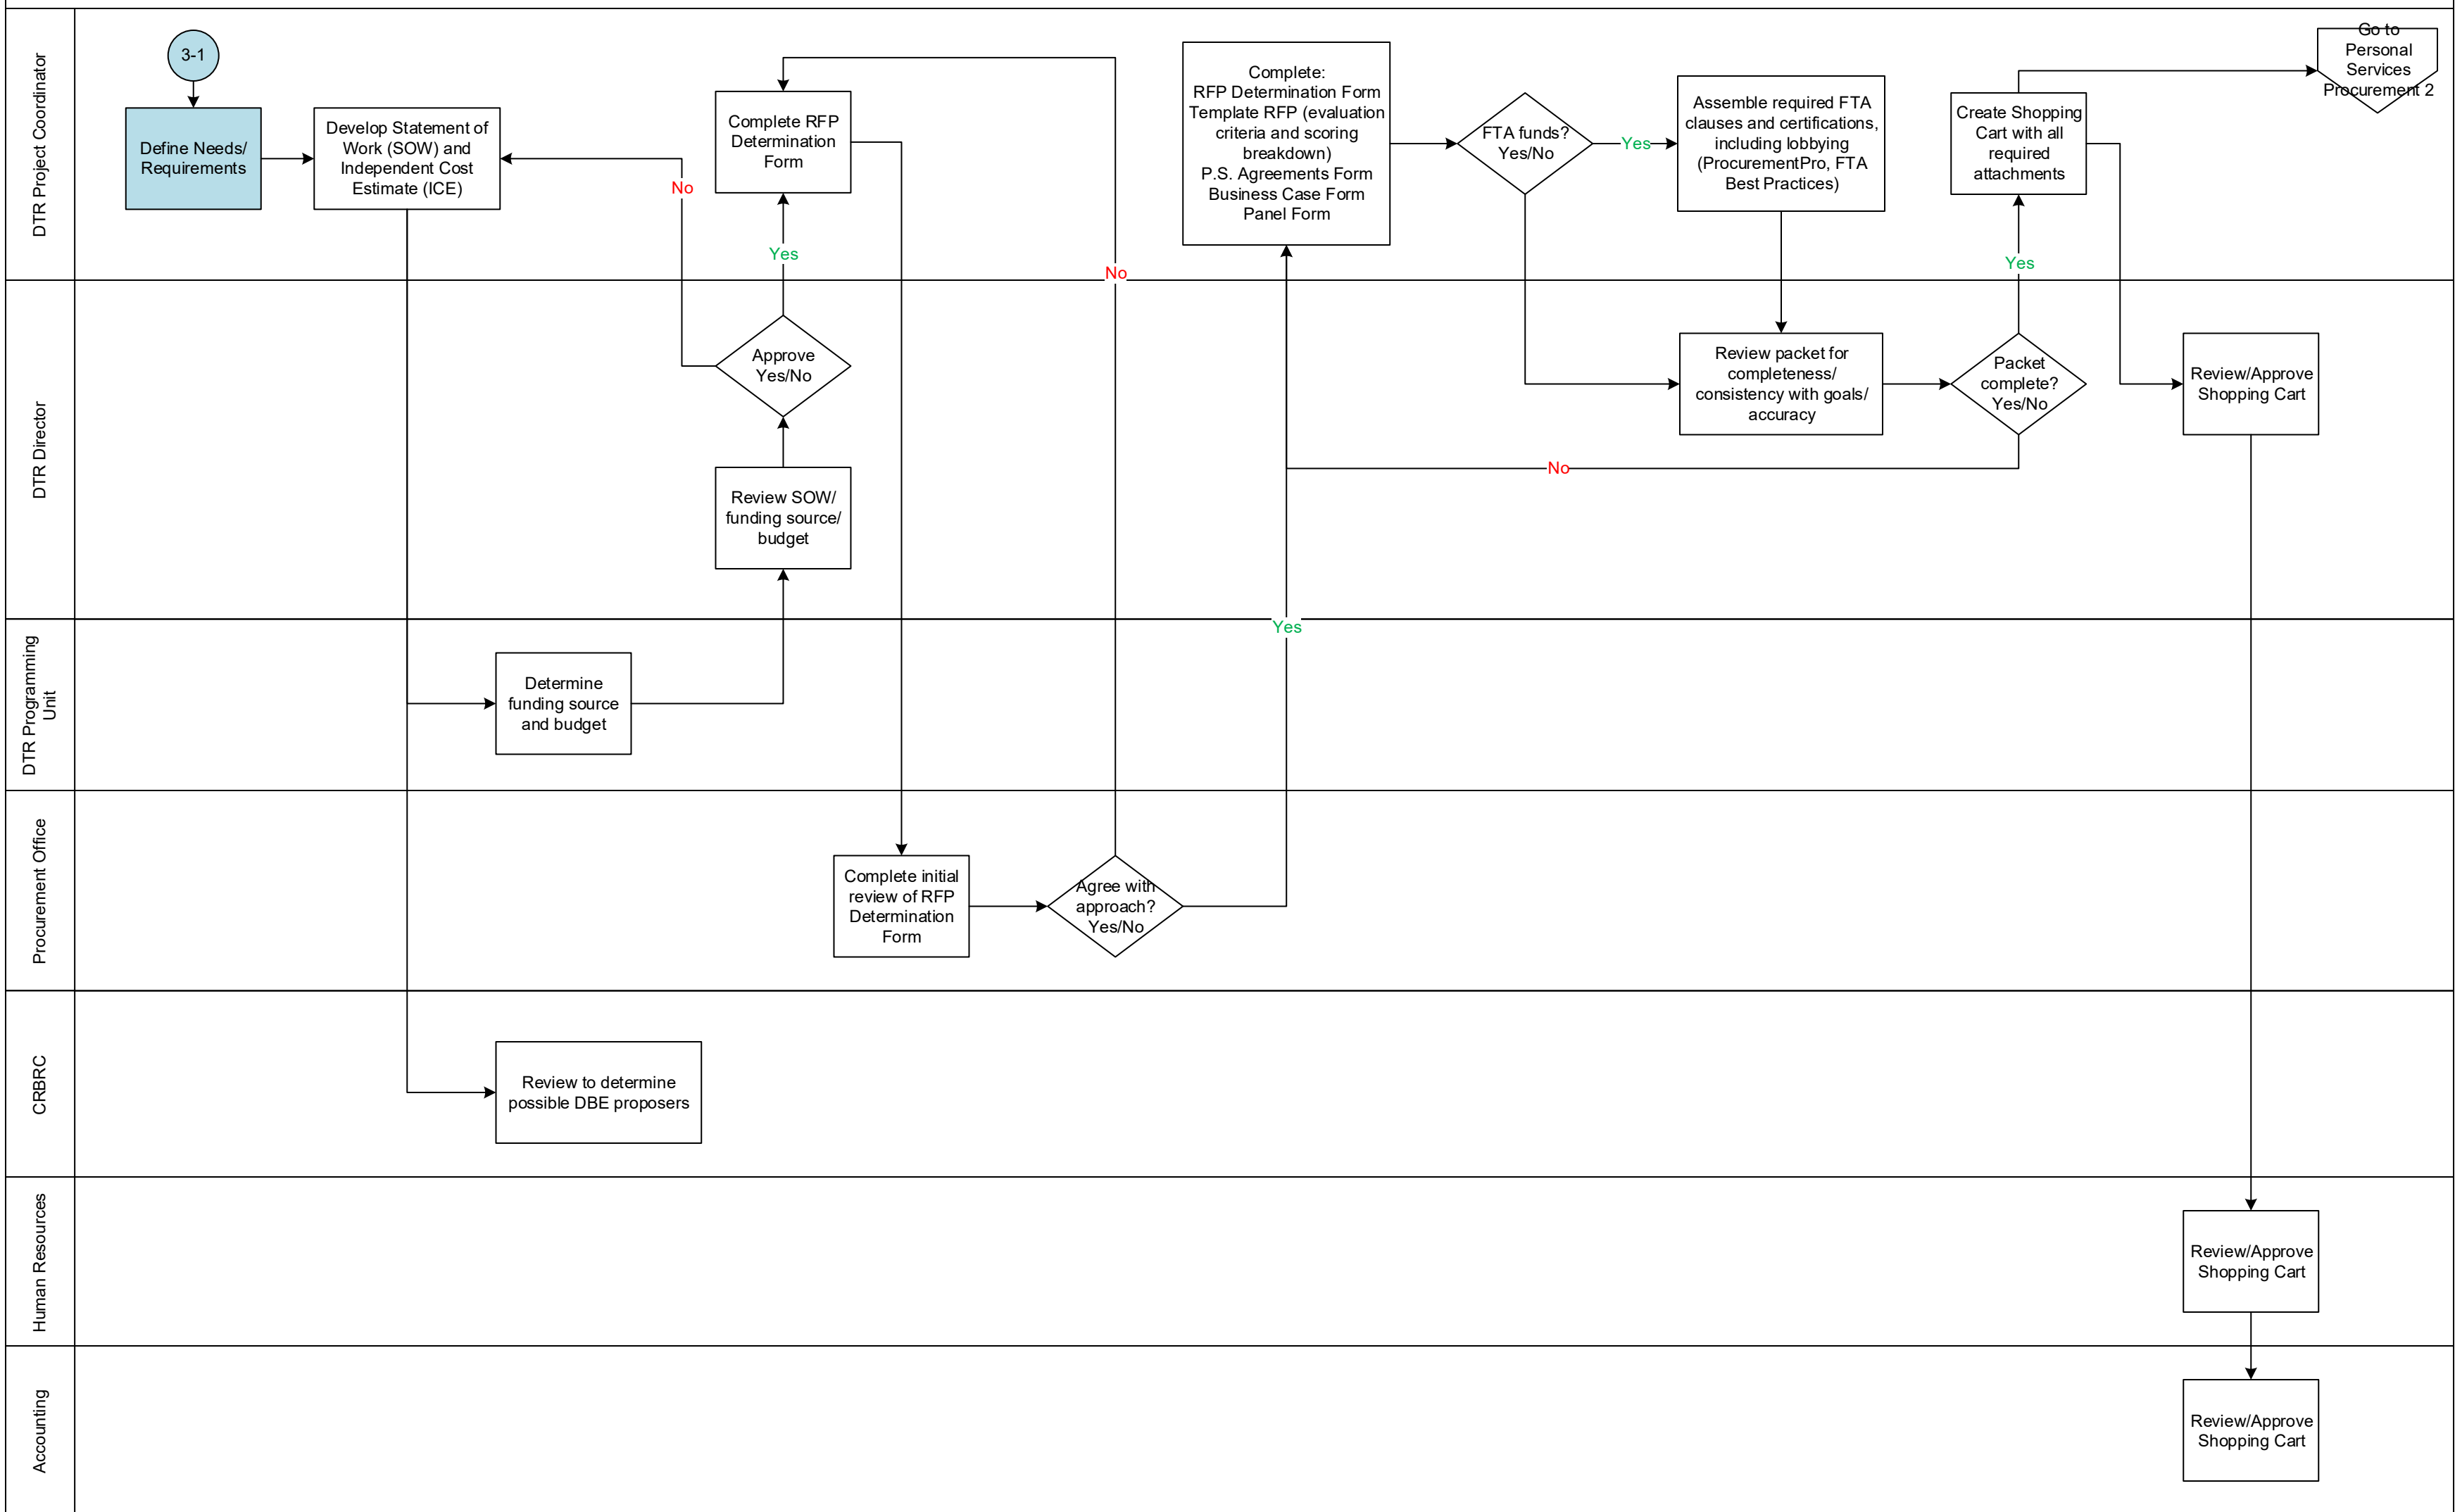 DTR Project Coordinator
3-1
Define Needs/
Requirements
Develop Statement of
Work (SOW) and
Independent Cost
Estimate (ICE)
No
Complete RFP
Determination
Form
Yes
No
Complete:
RFP Determination Form
Template RFP (evaluation
criteria and scoring
breakdown)
P.S. Agreements Form
Business Case Form
Panel Form
FTA funds?
Yes/No
Yes
Assemble required FTA
clauses and certifications,
including lobbying
(ProcurementPro, FTA
Best Practices)
Create Shopping
Cart with all
required
attachments
Yes
Go to
Personal
Services
Procurement 2
DTR Director
Approve
Yes/No
Review SOW/
funding source/
budget
Review packet for
completeness/
consistency with goals/
accuracy
Packet
complete?
Yes/No
No
Review/Approve
Shopping Cart
DTR Programming
Unit
Determine
funding source
and budget
Yes
Procurement Office
Complete initial
review of RFP
Determination
Form
Agree with
approach?
Yes/No
CRBRC
Review to determine
possible DBE proposers
Human Resources
Review/Approve
Shopping Cart
Accounting
Review/Approve
Shopping Cart